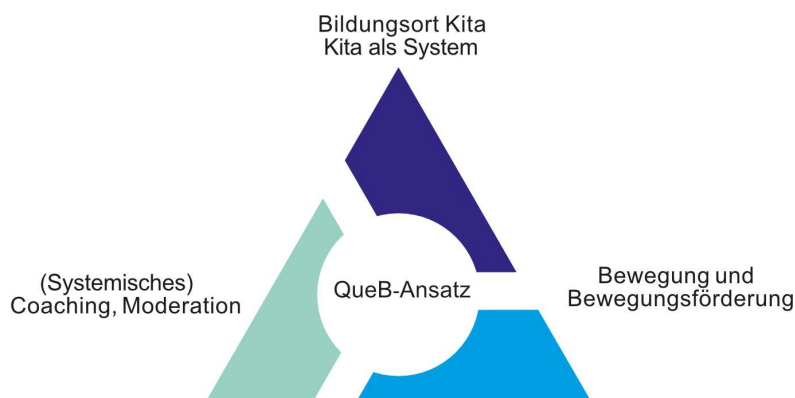 Bildungsort Kita
Kita als System
(Systemisches)
Coaching, Moderation
QueB-Ansatz
Bewegung und
Bewegungsförderung